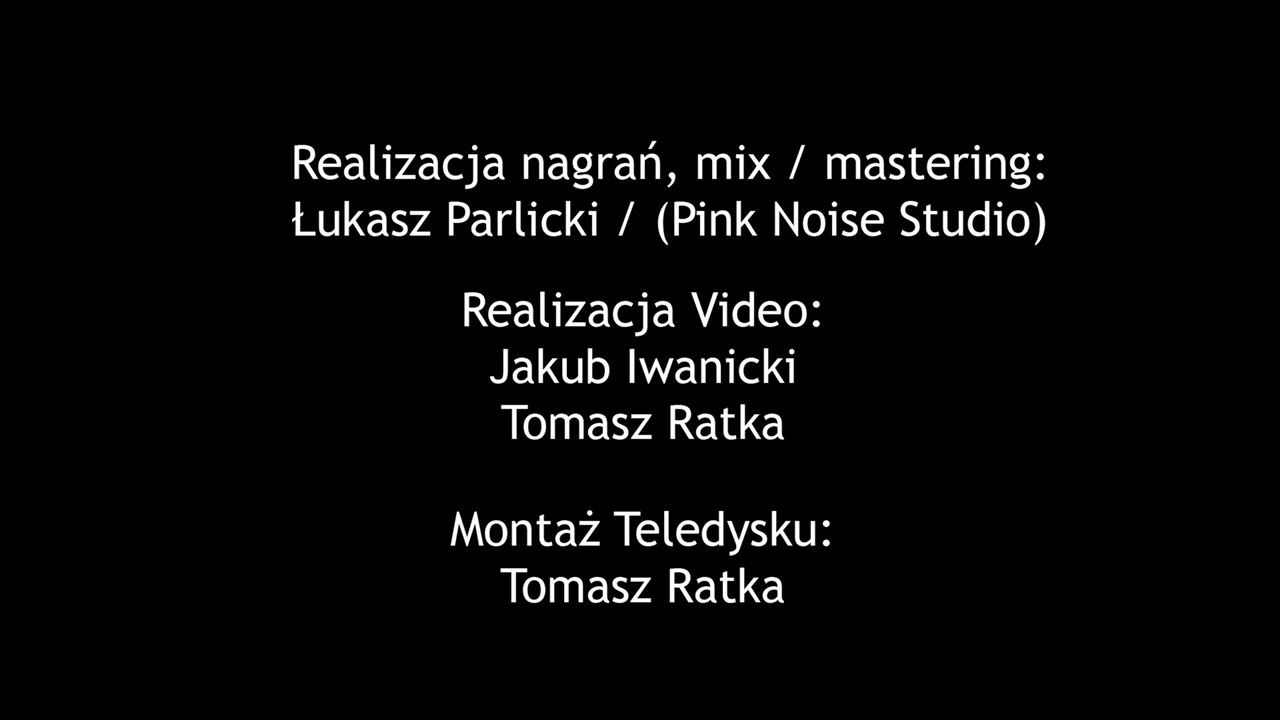 Realizacja nagrań, mix / mastering:
Łukasz Parlicki / (Pink Noise Studio)
Realizacja Video:
Jakub Iwanicki
Tomasz Ratka
Montaż Teledysku:
Tomasz Ratka